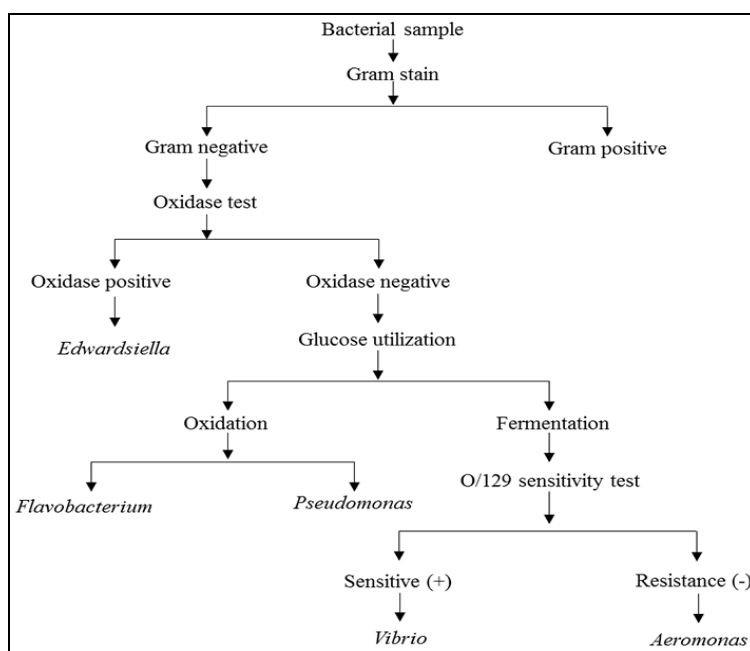 Bacterial sample
Gram stain
Gram negative
Gram positive
Oxidase test
Oxidase positive
Oxidase negative
Edwardsiella
Glucose utilization
Oxidation
Fermentation
Flavobacterium
Pseudomonas
O/129 sensitivity test
Sensitive (+)
Resistance (-)
Vibrio
Aeromonas